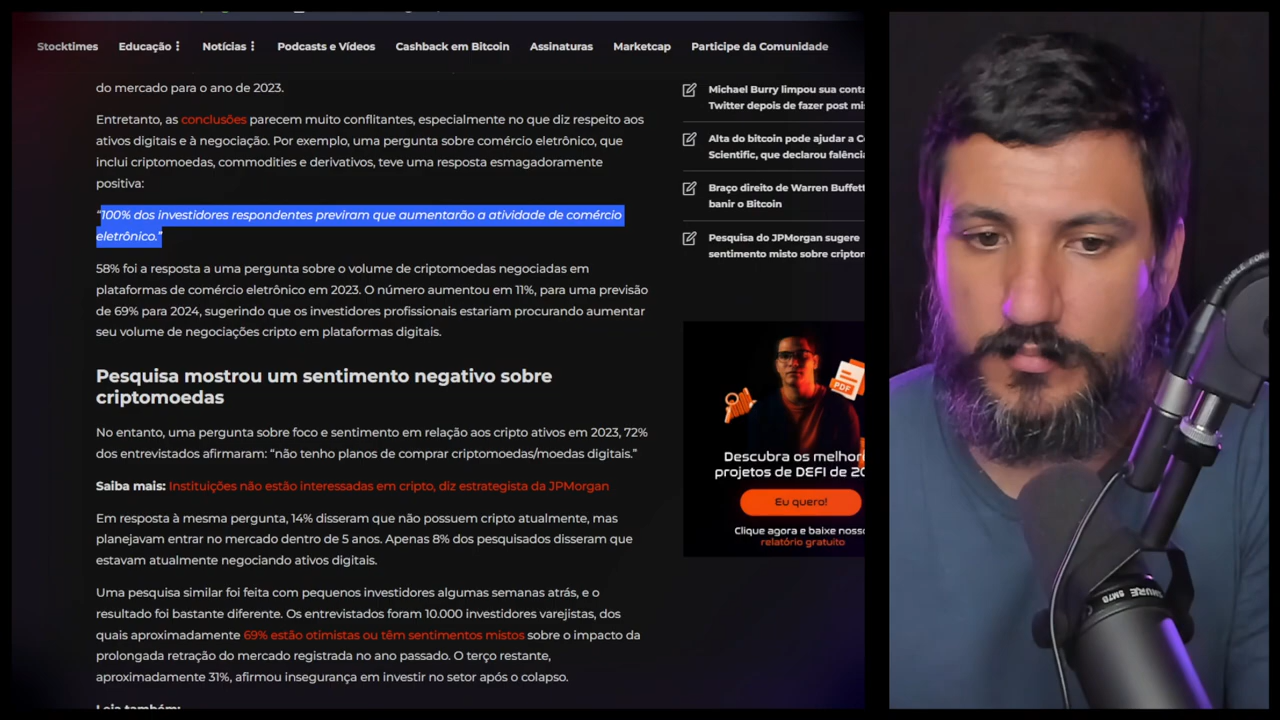 Stocktimes Educação Notícias Podcasts e Vídeos Cashback em Bitcoin Assinaturas Marketcap Participe da Comunidade
do mercado para o ano de 2023.
Entretanto, as conclusões parecem muito conflitantes, especialmente no que diz respeito aos
ativos digitais e à negociação. Por exemplo, uma pergunta sobre comércio eletrônico, que
inclui criptomoedas, commodities e derivativos, teve uma resposta esmagadoramente
positiva:
“100% dos investidores respondentes previram que aumentarão a atividade de comércio
eletrônico.”
58% foi a resposta a uma pergunta sobre o volume de criptomoedas negociadas em
plataformas de comércio eletrônico em 2023. O número aumentou em 11%, para uma previsão
de 69% para 2024, sugerindo que os investidores profissionais estariam procurando aumentar
seu volume de negociações cripto em plataformas digitais.
Pesquisa mostrou um sentimento negativo sobre
criptomoedas
No entanto, uma pergunta sobre foco e sentimento em relação aos cripto ativos em 2023, 72%
dos entrevistados afirmaram: “não tenho planos de comprar criptomoedas/moedas digitais.”
Saiba mais: Instituições não estão interessadas em cripto, diz estrategista da JPMorgan
Em resposta à mesma pergunta, 14% disseram que não possuem cripto atualmente, mas
planejavam entrar no mercado dentro de 5 anos. Apenas 8% dos pesquisados disseram que
estavam atualmente negociando ativos digitais.
Uma pesquisa similar foi feita com pequenos investidores algumas semanas atrás, e o
resultado foi bastante diferente. Os entrevistados foram 10.000 investidores varejistas, dos
quais aproximadamente 69% estão otimistas ou têm sentimentos mistos sobre o impacto da
prolongada retração do mercado registrada no ano passado. O terço restante,
aproximadamente 31%, afirmou insegurança em investir no setor após o colapso.
Leia também:
Michael Burry limpou sua conta
Twitter depois de fazer post mi
Alta do bitcoin pode ajudar a C
Scientific, que declarou falência
Braço direito de Warren Buffett
banir o Bitcoin
Pesquisa do JPMorgan sugere
sentimento misto sobre cripto
PDF
Descubra os melhor
projetos de DEFI de 20
Eu quero!
Clique agora e baixe nosso
relatório gratuito
SHURE SM7B